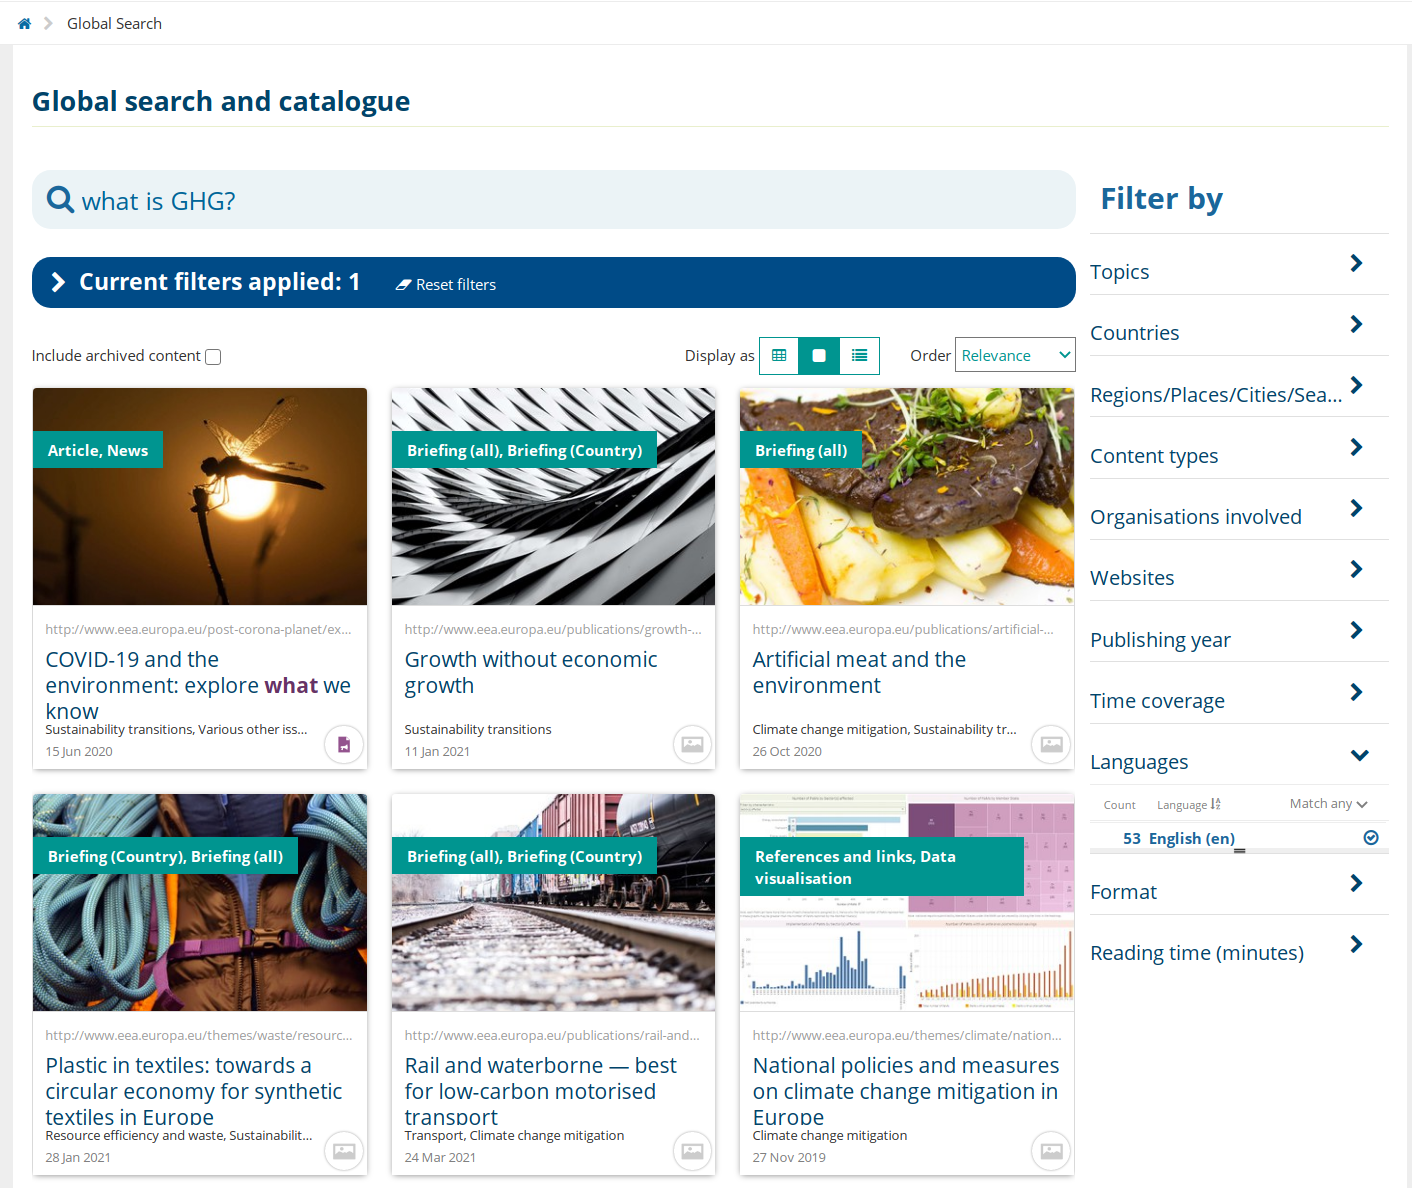 Global Search
Global search and catalogue
what is GHG?
Current filters applied: 1
Reset filters
Include archived content
Display as
Order
Relevance
Article, News
http://www.eea.europa.eu/post-corona-planet/ex...
COVID-19 and the
environment: explore what we
know
Sustainability transitions, Various other iss...
15 Jun 2020
Briefing (all), Briefing (Country)
http://www.eea.europa.eu/publications/growth-...
Growth without economic
growth
Sustainability transitions
11 Jan 2021
Briefing (all)
http://www.eea.europa.eu/publications/artificial-...
Artificial meat and the
environment
Climate change mitigation, Sustainability tr...
26 Oct 2020
Briefing (Country), Briefing (all)
http://www.eea.europa.eu/themes/waste/resourc...
Plastic in textiles: towards a
circular economy for synthetic
textiles in Europe
Resource efficiency and waste, Sustainabilit...
28 Jan 2021
Briefing (all), Briefing (Country)
http://www.eea.europa.eu/publications/rail-and...
Rail and waterborne — best
for low-carbon motorised
transport
Transport, Climate change mitigation
24 Mar 2021
References and links, Data
visualisation
http://www.eea.europa.eu/themes/climate/nation...
National policies and measures
on climate change mitigation in
Europe
Climate change mitigation
27 Nov 2019
Filter by
Topics
Countries
Regions/Places/Cities/Sea...
Content types
Organisations involved
Websites
Publishing year
Time coverage
Languages
Count Language Match any
53 English (en)
Format
Reading time (minutes)